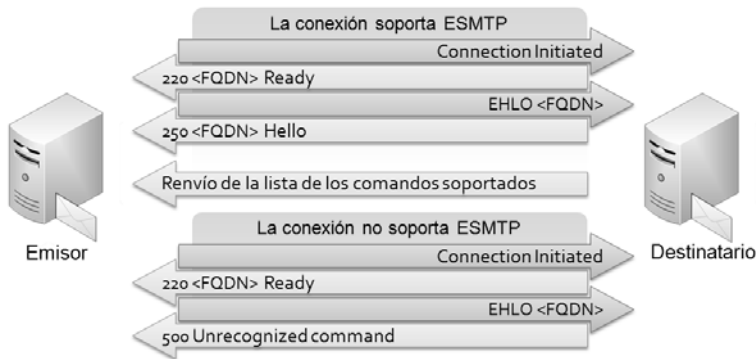 La conexión soporta ESMTP
Connection Initiated
220 <FQDN> Ready
EHLO <FQDN>
250 <FQDN> Hello
Renvío de la lista de los comandos soportados
Emisor
Destinatario
La conexión no soporta ESMTP
Connection Initiated
220 <FQDN> Ready
EHLO <FQDN>
500 Unrecognized command